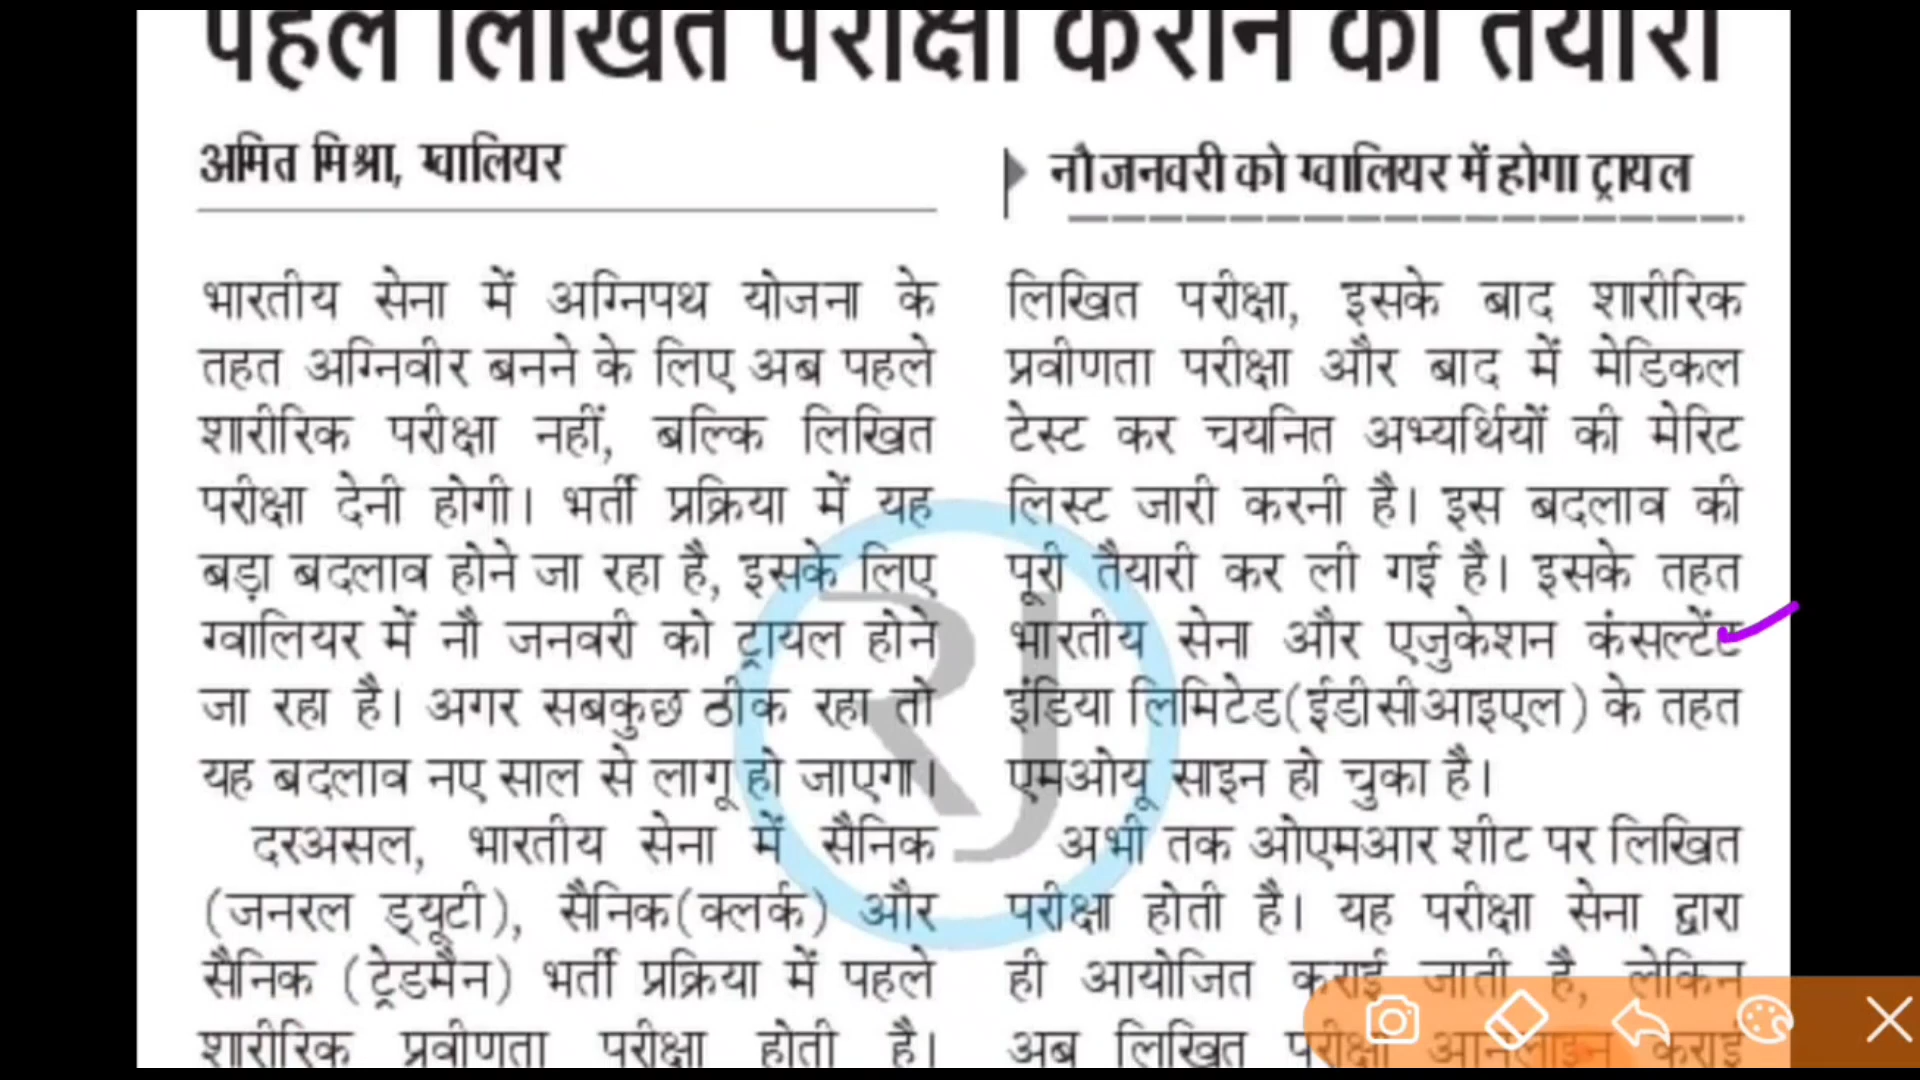 पहले लिखित परीक्षा कराने की तैयारी
अमित मिश्रा, ग्वालियर
भारतीय सेना में अग्निपथ योजना के
तहत अग्निवीर बनने के लिए अब पहले
शारीरिक परीक्षा नहीं, बल्कि लिखित
परीक्षा देनी होगी। भर्ती प्रक्रिया में यह
बड़ा बदलाव होने जा रहा है, इसके लिए
ग्वालियर में नौ जनवरी को ट्रायल होने
जा रहा है। अगर सबकुछ ठीक रहा तो
यह बदलाव नए साल से लागू हो जाएगा।
दरअसल, भारतीय सेना में सैनिक
(जनरल ड्यूटी), सैनिक(क्लर्क) और
सैनिक (ट्रेडमैन) भर्ती प्रक्रिया में पहले
शारीरिक प्रवीणता परीक्षा होती है।
नौ जनवरी को ग्वालियर में होगा ट्रायल
लिखित परीक्षा, इसके बाद शारीरिक
प्रवीणता परीक्षा और बाद में मेडिकल
टेस्ट कर चयनित अभ्यर्थियों की मेरिट
लिस्ट जारी करनी है। इस बदलाव की
पूरी तैयारी कर ली गई है। इसके तहत
भारतीय सेना और एजुकेशन कंसल्टेंट
इंडिया लिमिटेड(ईडीसीआइएल) के तहत
एमओयू साइन हो चुका है।
अभी तक ओएमआर शीट पर लिखित
परीक्षा होती है। यह परीक्षा सेना द्वारा
ही आयोजित कराई जाती है, लेकिन
अब लिखित परीक्षा आनलाइन कराई
RJ